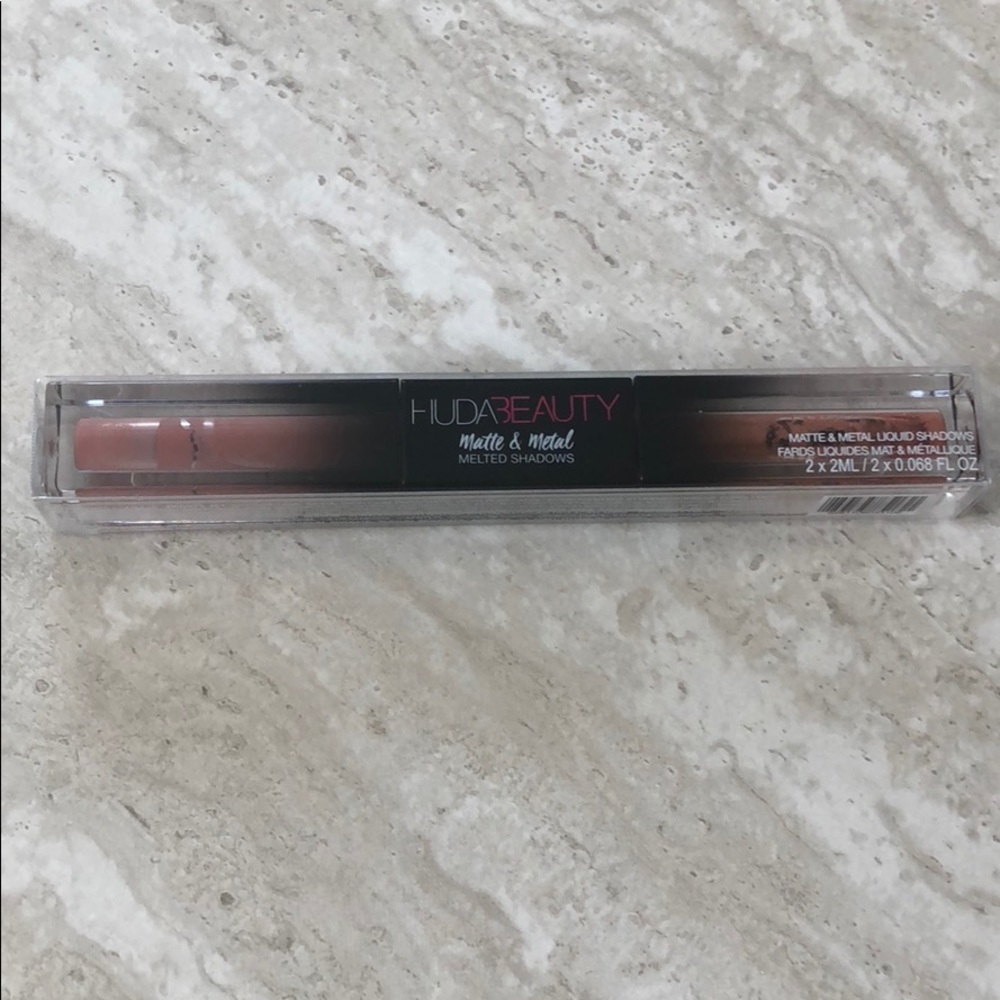 HUDABEAUTY
Matte & Metal
MELTED SHADOWS
MATTE & METAL LIQUID SHADOWS
FARDS LIQUIDES MAT & MÉTALLIQUE
2 x 2ML / 2 x 0.068 FL OZ